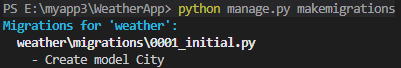 PS E:\myapp3\WeatherApp> python manage.py makemigrations
Migrations for 'weather':
  weather\migrations\0001_initial.py
    - Create model City